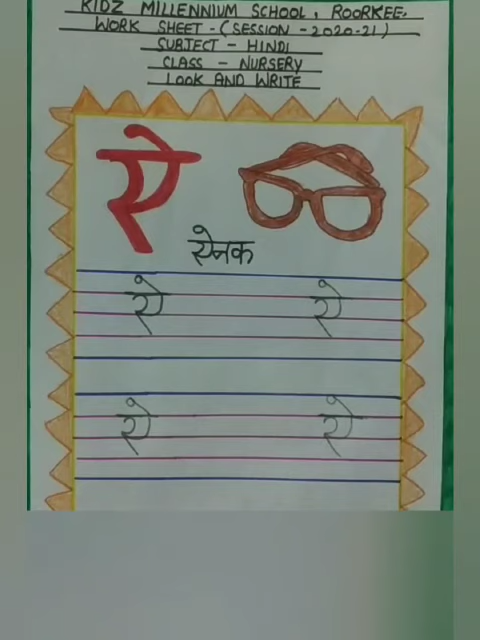 KIDZ MILLENNIUM SCHOOL, ROORKEE.
WORK SHEET - (SESSION - 2020-21)
SUBJECT - HINDI
CLASS - NURSERY
LOOK AND WRITE
ऐ
ऐनक
ऐ ऐ
ऐ ऐ